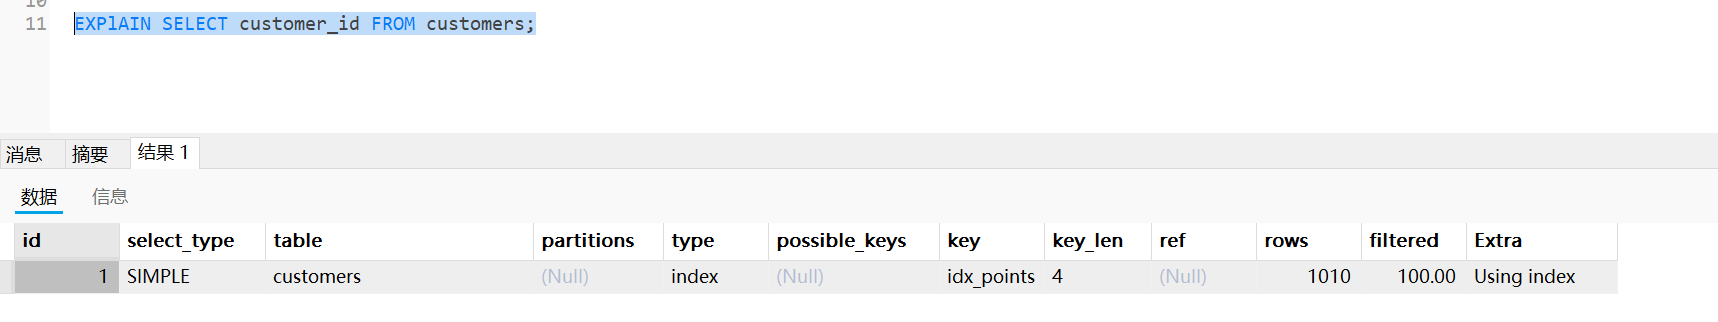 10
11 EXPlAIN SELECT customer_id FROM customers;
消息 摘要 结果 1
数据 信息
id select_type table partitions type possible_keys key key_len ref rows filtered Extra
1 SIMPLE customers (Null) index (Null) idx_points 4 (Null) 1010 100.00 Using index